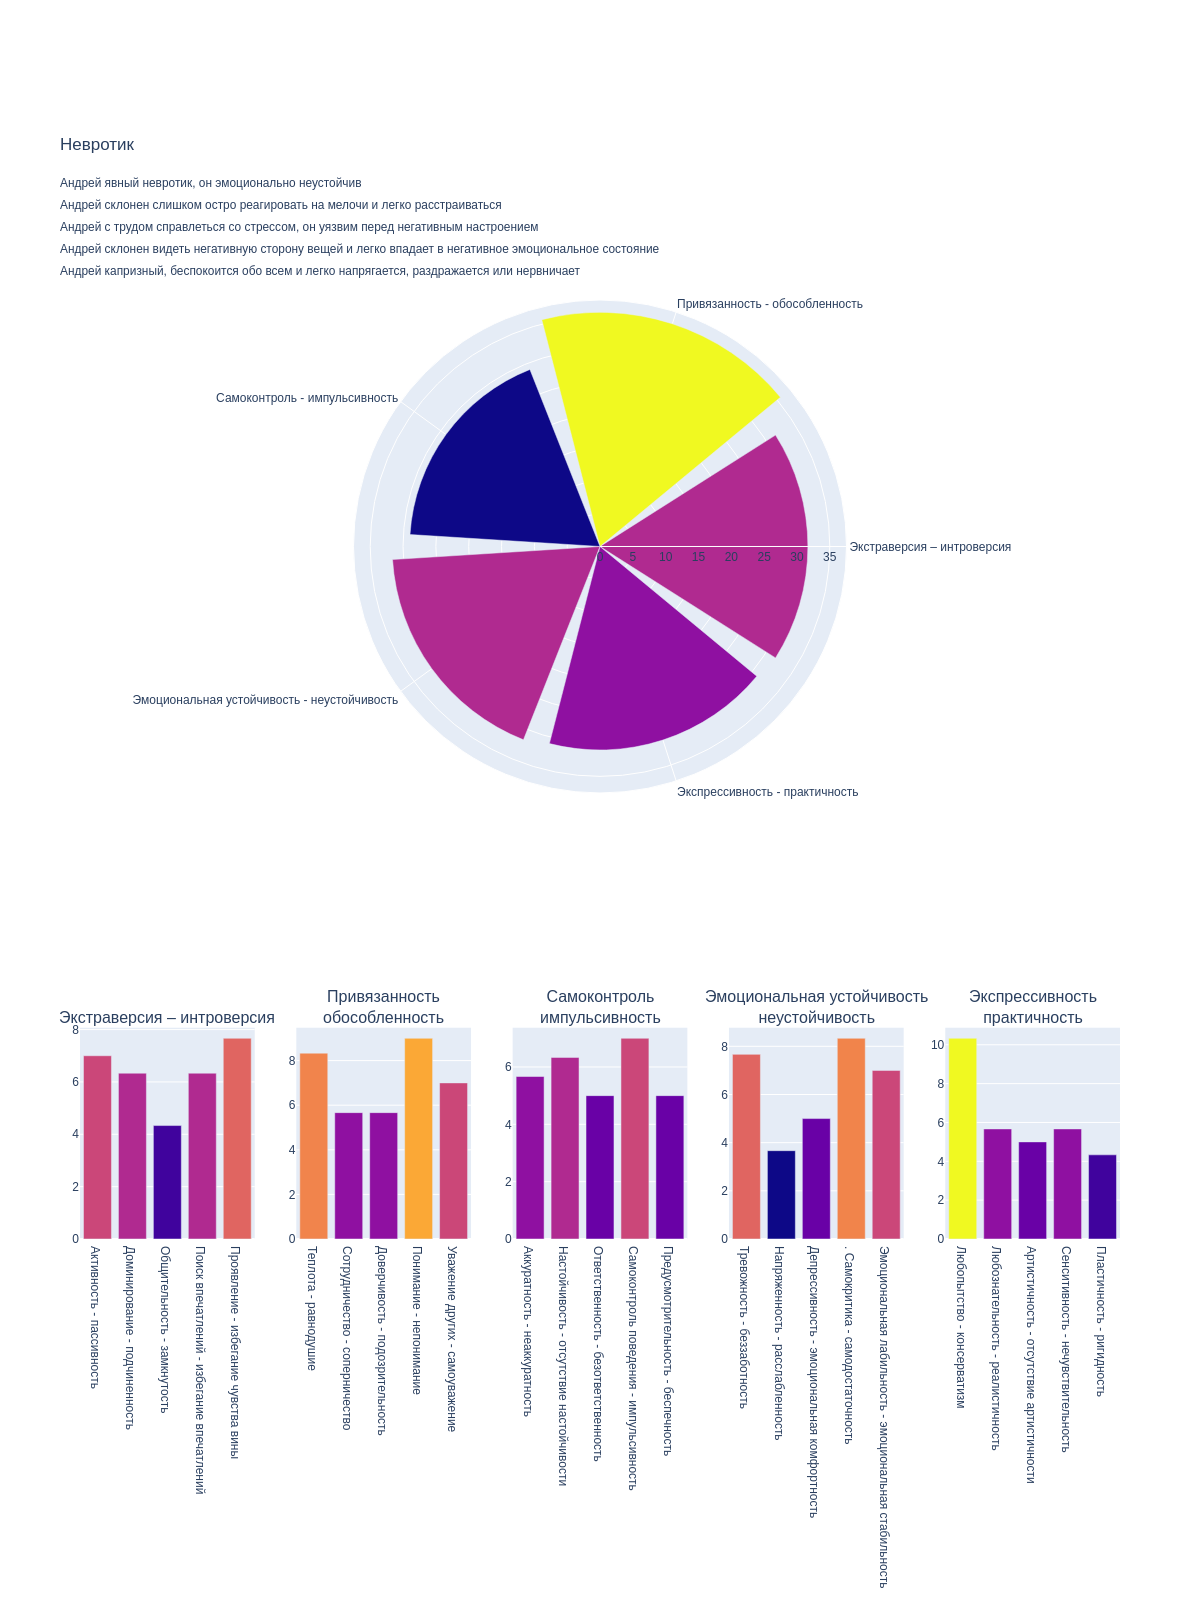 Невротик
Андрей явный невротик, он эмоционально неустойчив
Андрей склонен слишком остро реагировать на мелочи и легко расстраиваться
Андрей с трудом справлеться со стрессом, он уязвим перед негативным настроением
Андрей склонен видеть негативную сторону вещей и легко впадает в негативное эмоциональное состояние
Андрей капризный, беспокоится обо всем и легко напрягается, раздражается или нервничает
Привязанность - обособленность
Самоконтроль - импульсивность
Экстраверсия – интроверсия
0 5 10 15 20 25 30 35
Эмоциональная устойчивость - неустойчивость
Экспрессивность - практичность
Экстраверсия – интроверсия
8
6
4
2
0
Активность - пассивность
Доминирование - подчиненность
Общительность - замкнутость
Поиск впечатлений - избегание впечатлений
Проявление - избегание чувства вины
Привязанность
обособленность
8
6
4
2
0
Теплота - равнодушие
Сотрудничество - соперничество
Доверчивость - подозрительность
Понимание - непонимание
Уважение других - самоуважение
Самоконтроль
импульсивность
6
4
2
0
Аккуратность - неаккуратность
Настойчивость - отсутствие настойчивости
Ответственность - безответственность
Самоконтроль поведения - импульсивность
Предусмотрительность - беспечность
Эмоциональная устойчивость
неустойчивость
8
6
4
2
0
Тревожность - беззаботность
Напряженность - расслабленность
Депрессивность - эмоциональная комфортность
. Самокритика - самодостаточность
Эмоциональная лабильность - эмоциональная стабильность
Экспрессивность
практичность
10
8
6
4
2
0
Любопытство - консерватизм
Любознательность - реалистичность
Артистичность - отсутствие артистичности
Сенситивность - нечувствительность
Пластичность - ригидность